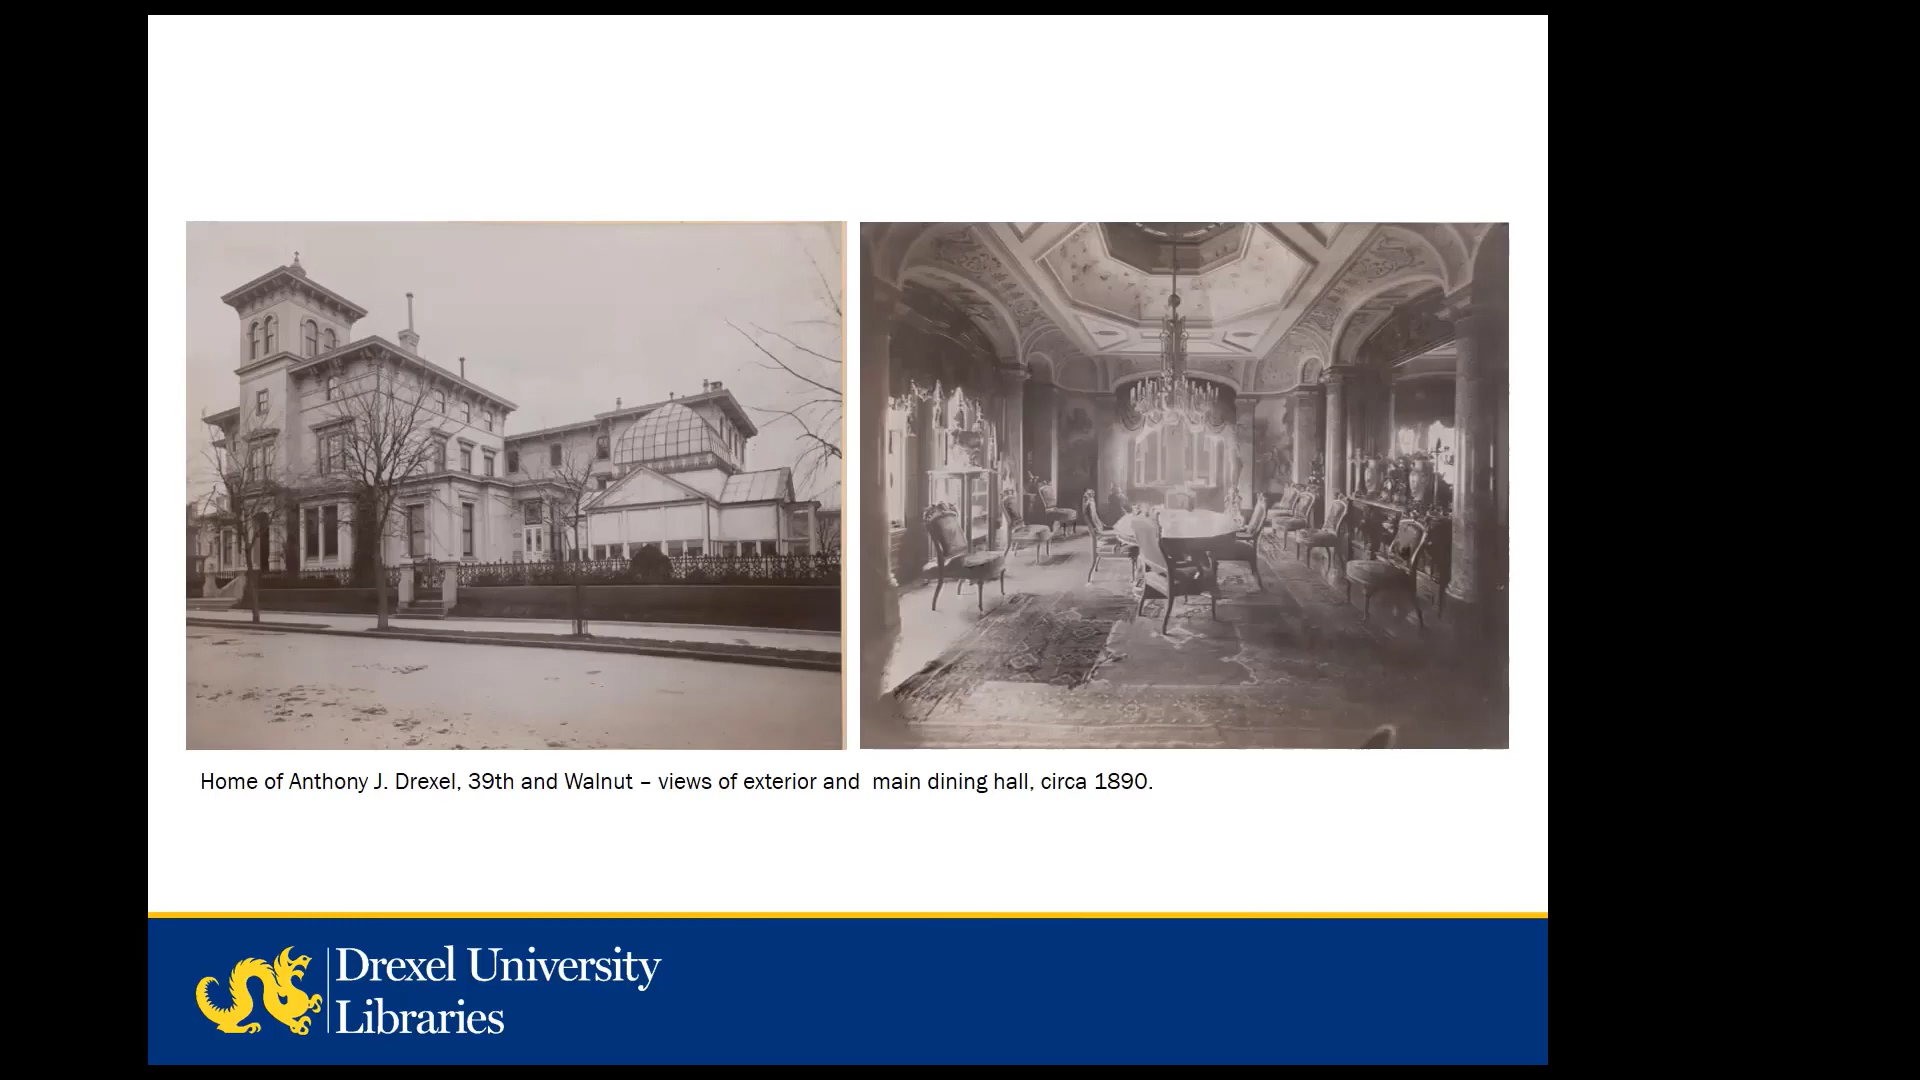 Home of Anthony J. Drexel, 39th and Walnut – views of exterior and  main dining hall, circa 1890.
Drexel University
Libraries